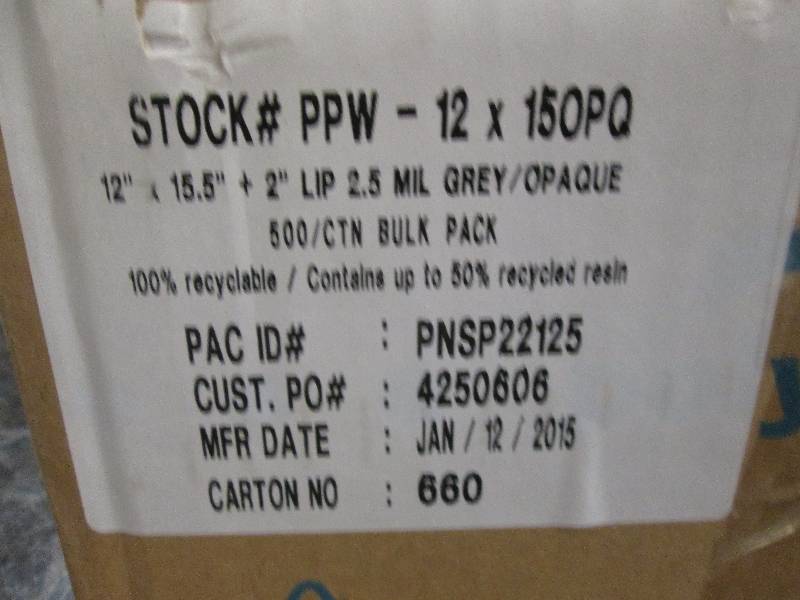 STOCK# PPW - 12 x 15OPQ
12" x 15.5" + 2" LIP 2.5 MIL GREY/OPAQUE
500/CTN BULK PACK
100% recyclable / Contains up to 50% recycled resin
PAC ID# : PNSP22125
CUST. PO# : 4250606
MFR DATE : JAN / 12 / 2015
CARTON NO : 660